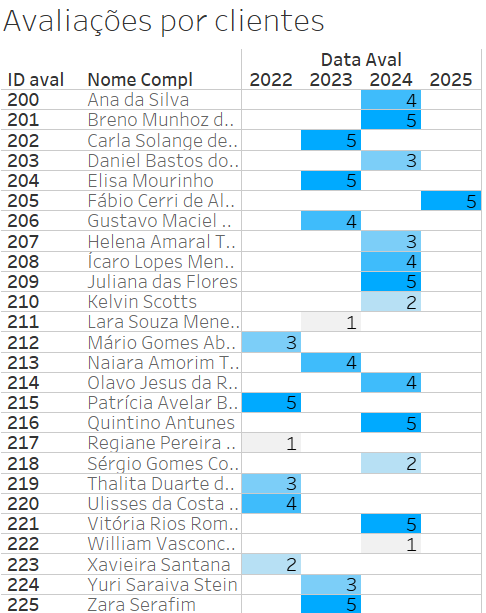 Avaliações por clientes
Data Aval
ID aval Nome Compl 2022 2023 2024 2025
200 Ana da Silva 4
201 Breno Munhoz d.. 5
202 Carla Solange de.. 5
203 Daniel Bastos do.. 3
204 Elisa Mourinho 5
205 Fábio Cerri de Al.. 5
206 Gustavo Maciel .. 4
207 Helena Amaral T.. 3
208 Ícaro Lopes Men.. 4
209 Juliana das Flores 5
210 Kelvin Scotts 2
211 Lara Souza Mene.. 1
212 Mário Gomes Ab.. 3
213 Naiara Amorim T.. 4
214 Olavo Jesus da R.. 4
215 Patrícia Avelar B.. 5
216 Quintino Antunes 5
217 Regiane Pereira .. 1
218 Sérgio Gomes Co.. 2
219 Thalita Duarte d.. 3
220 Ulisses da Costa .. 4
221 Vitória Rios Rom.. 5
222 William Vasconc.. 1
223 Xavieira Santana 2
224 Yuri Saraiva Stein 3
225 Zara Serafim 5